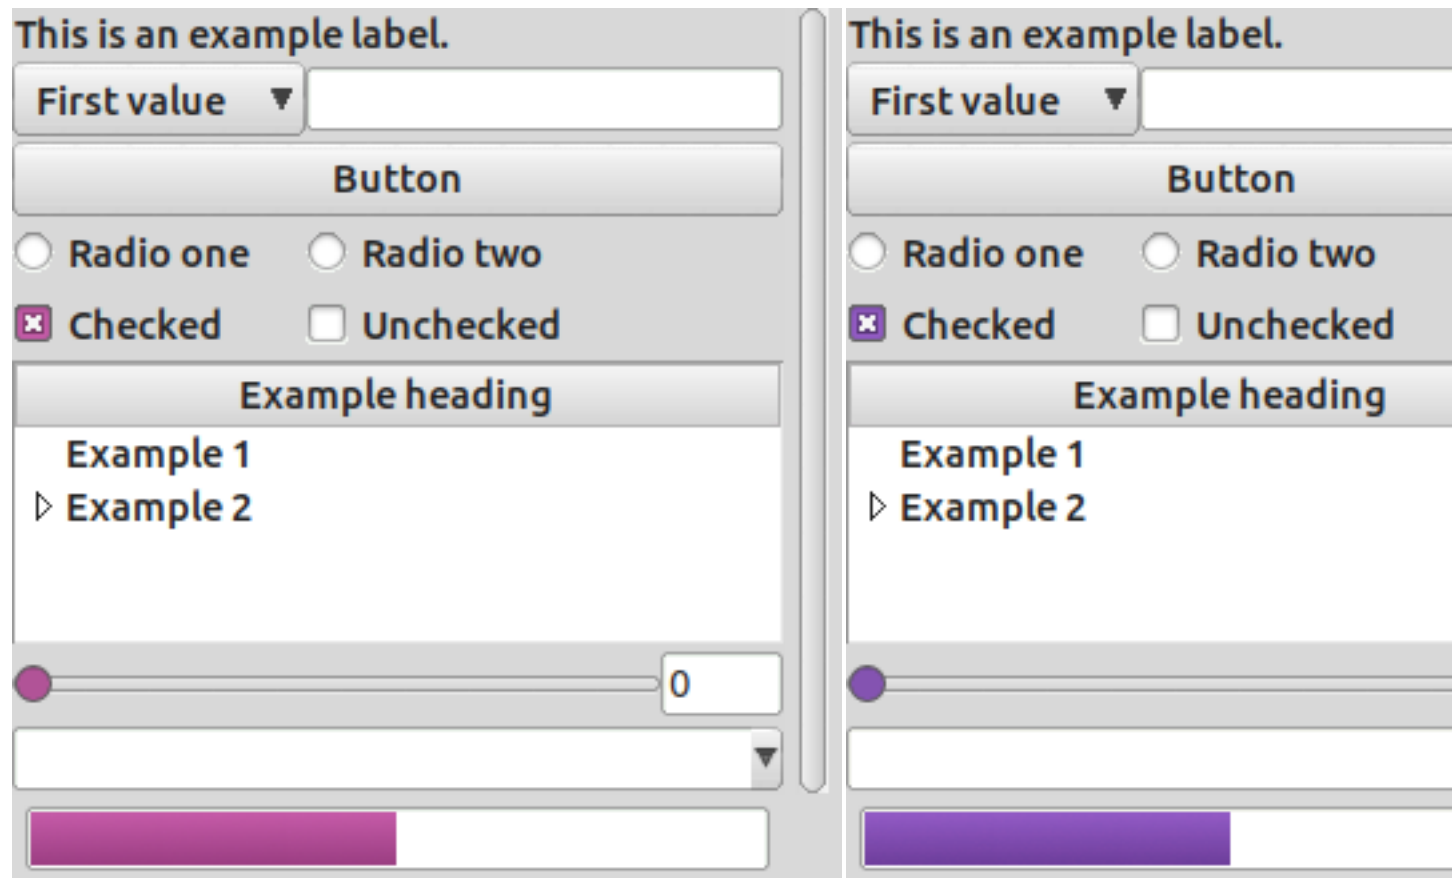 This is an example label.
First value
Button
Radio one Radio two
Checked Unchecked
Example heading
Example 1
Example 2
0
This is an example label.
First value
Button
Radio one Radio two
Checked Unchecked
Example heading
Example 1
Example 2